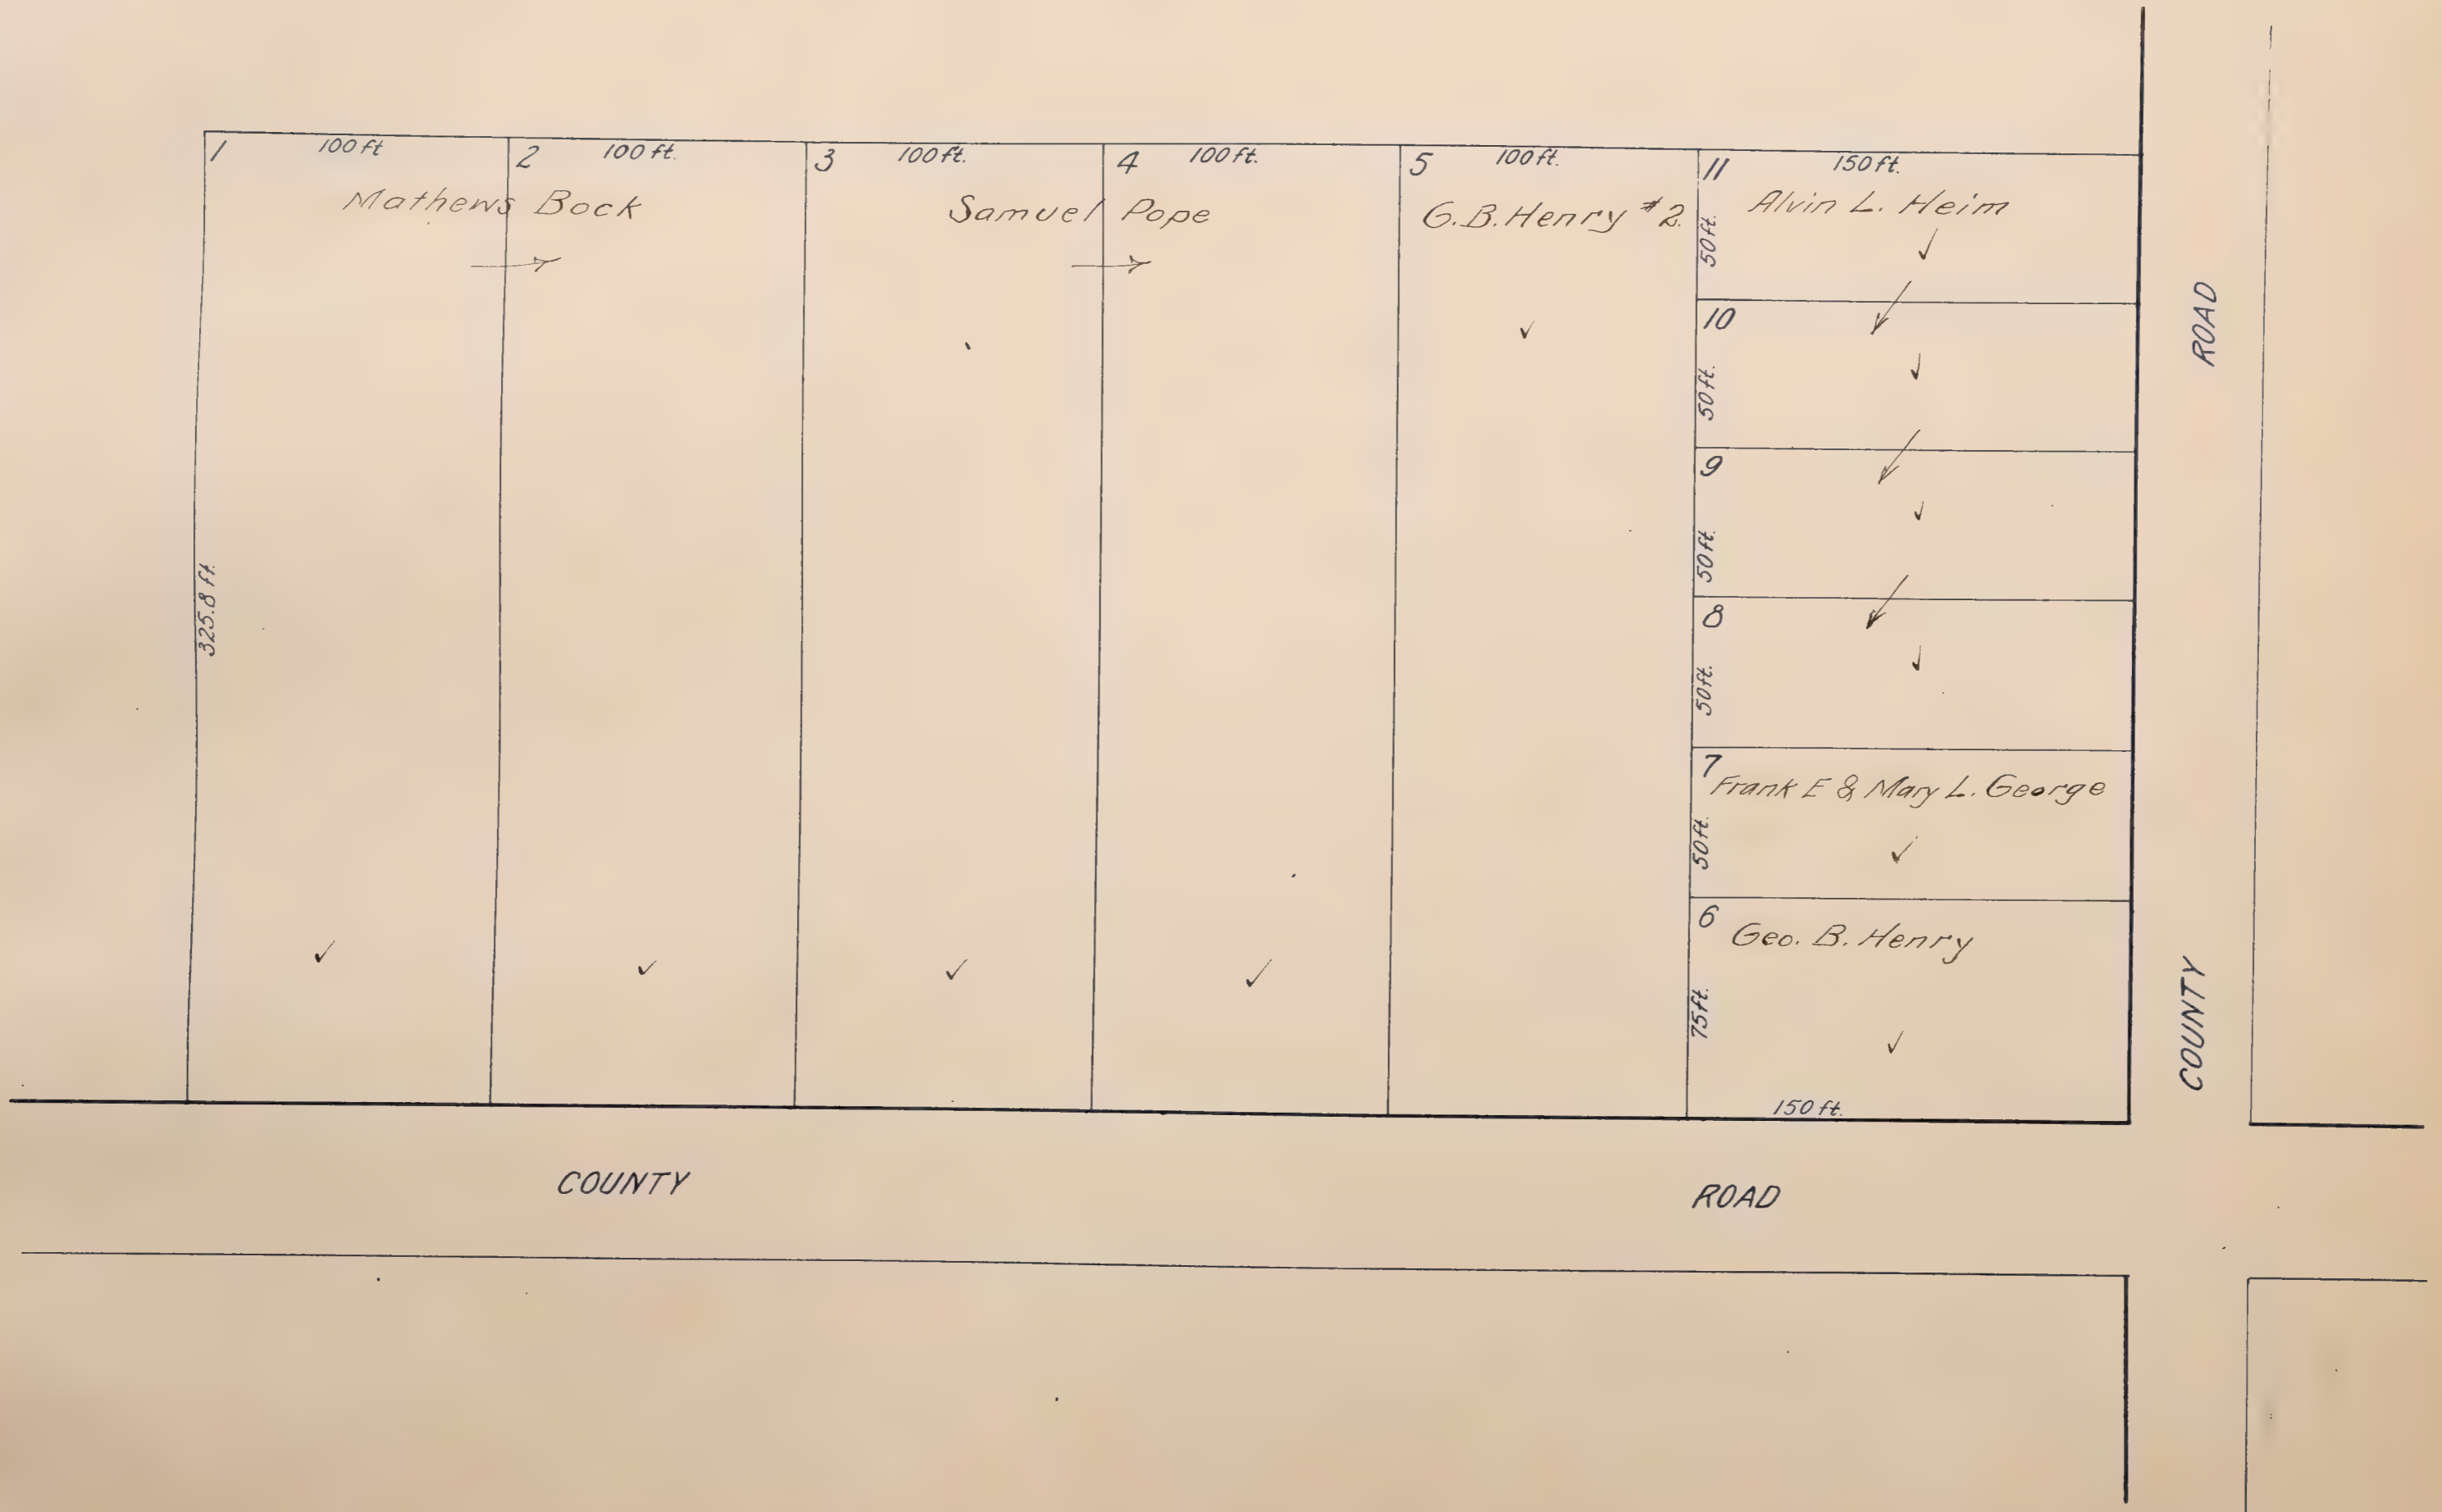 1 100 ft 2 100 ft. 3 100 ft. 4 100 ft. 5 100 ft. 11 150 ft.
Mathews Bock
Samuel Pope
G.B. Henry #2.
Alvin L. Heim
50 ft.
10
50 ft.
9
50 ft.
8
50 ft.
7
Frank E & Mary L. George
50 ft.
6
Geo. B. Henry
75 ft.
150 ft.
325.8 ft.
COUNTY ROAD
COUNTY ROAD